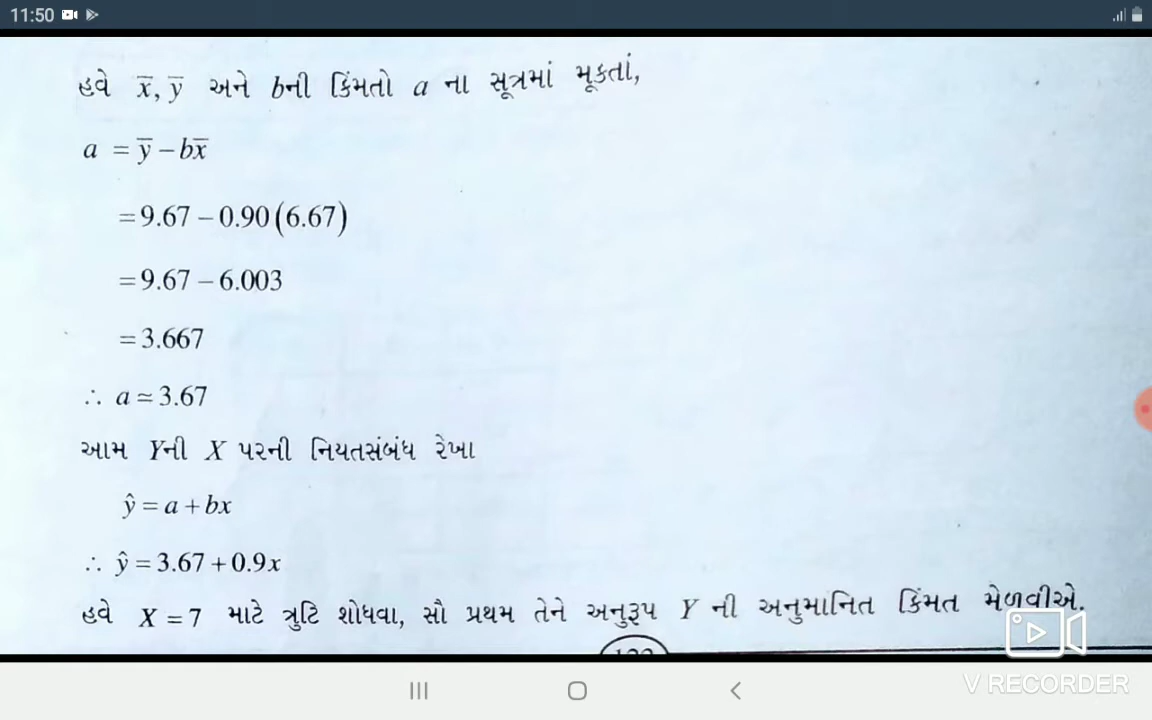 11:50
હવે x̅, y̅ અને bની કિંમતો a ના સૂત્રમાં મૂકતાં,
a = y̅ – bx̅
= 9.67 – 0.90(6.67)
= 9.67 – 6.003
= 3.667
∴ a ≃ 3.67
આમ Yની X પરની નિયતસંબંધ રેખા
ŷ = a + bx
∴ ŷ = 3.67 + 0.9x
હવે X = 7 માટે ત્રુટિ શોધવા, સૌ પ્રથમ તેને અનુરૂપ Y ની અનુમાનિત કિંમત મેળવીએ.
V RECORDER